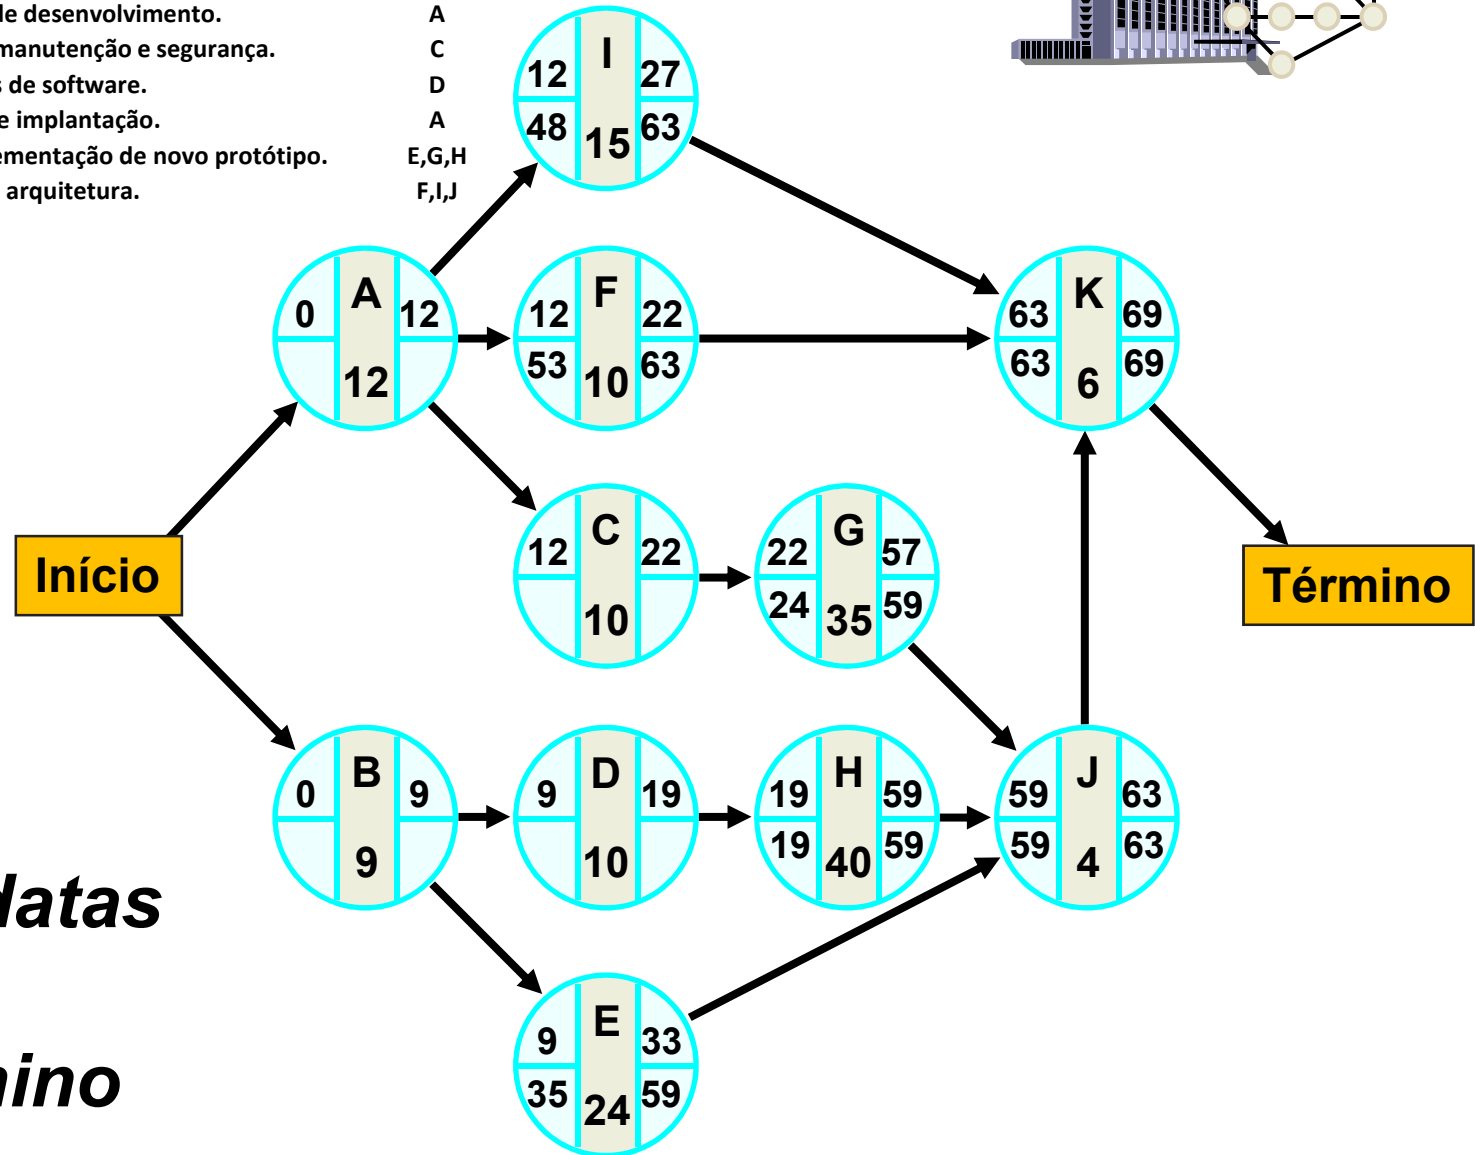 de desenvolvimento. A
manutenção e segurança. C
de software. D
e implantação. A
ementação de novo protótipo. E,G,H
arquitetura. F,I,J
I
12 27
48 15 63
A
0 12
12
F
12 22
53 10 63
K
63 69
63 6 69
C
12 22
10
G
22 57
24 35 59
Início
Término
B
0 9
9
D
9 19
10
H
19 59
19 40 59
J
59 63
59 4 63
datas
E
9 33
35 24 59